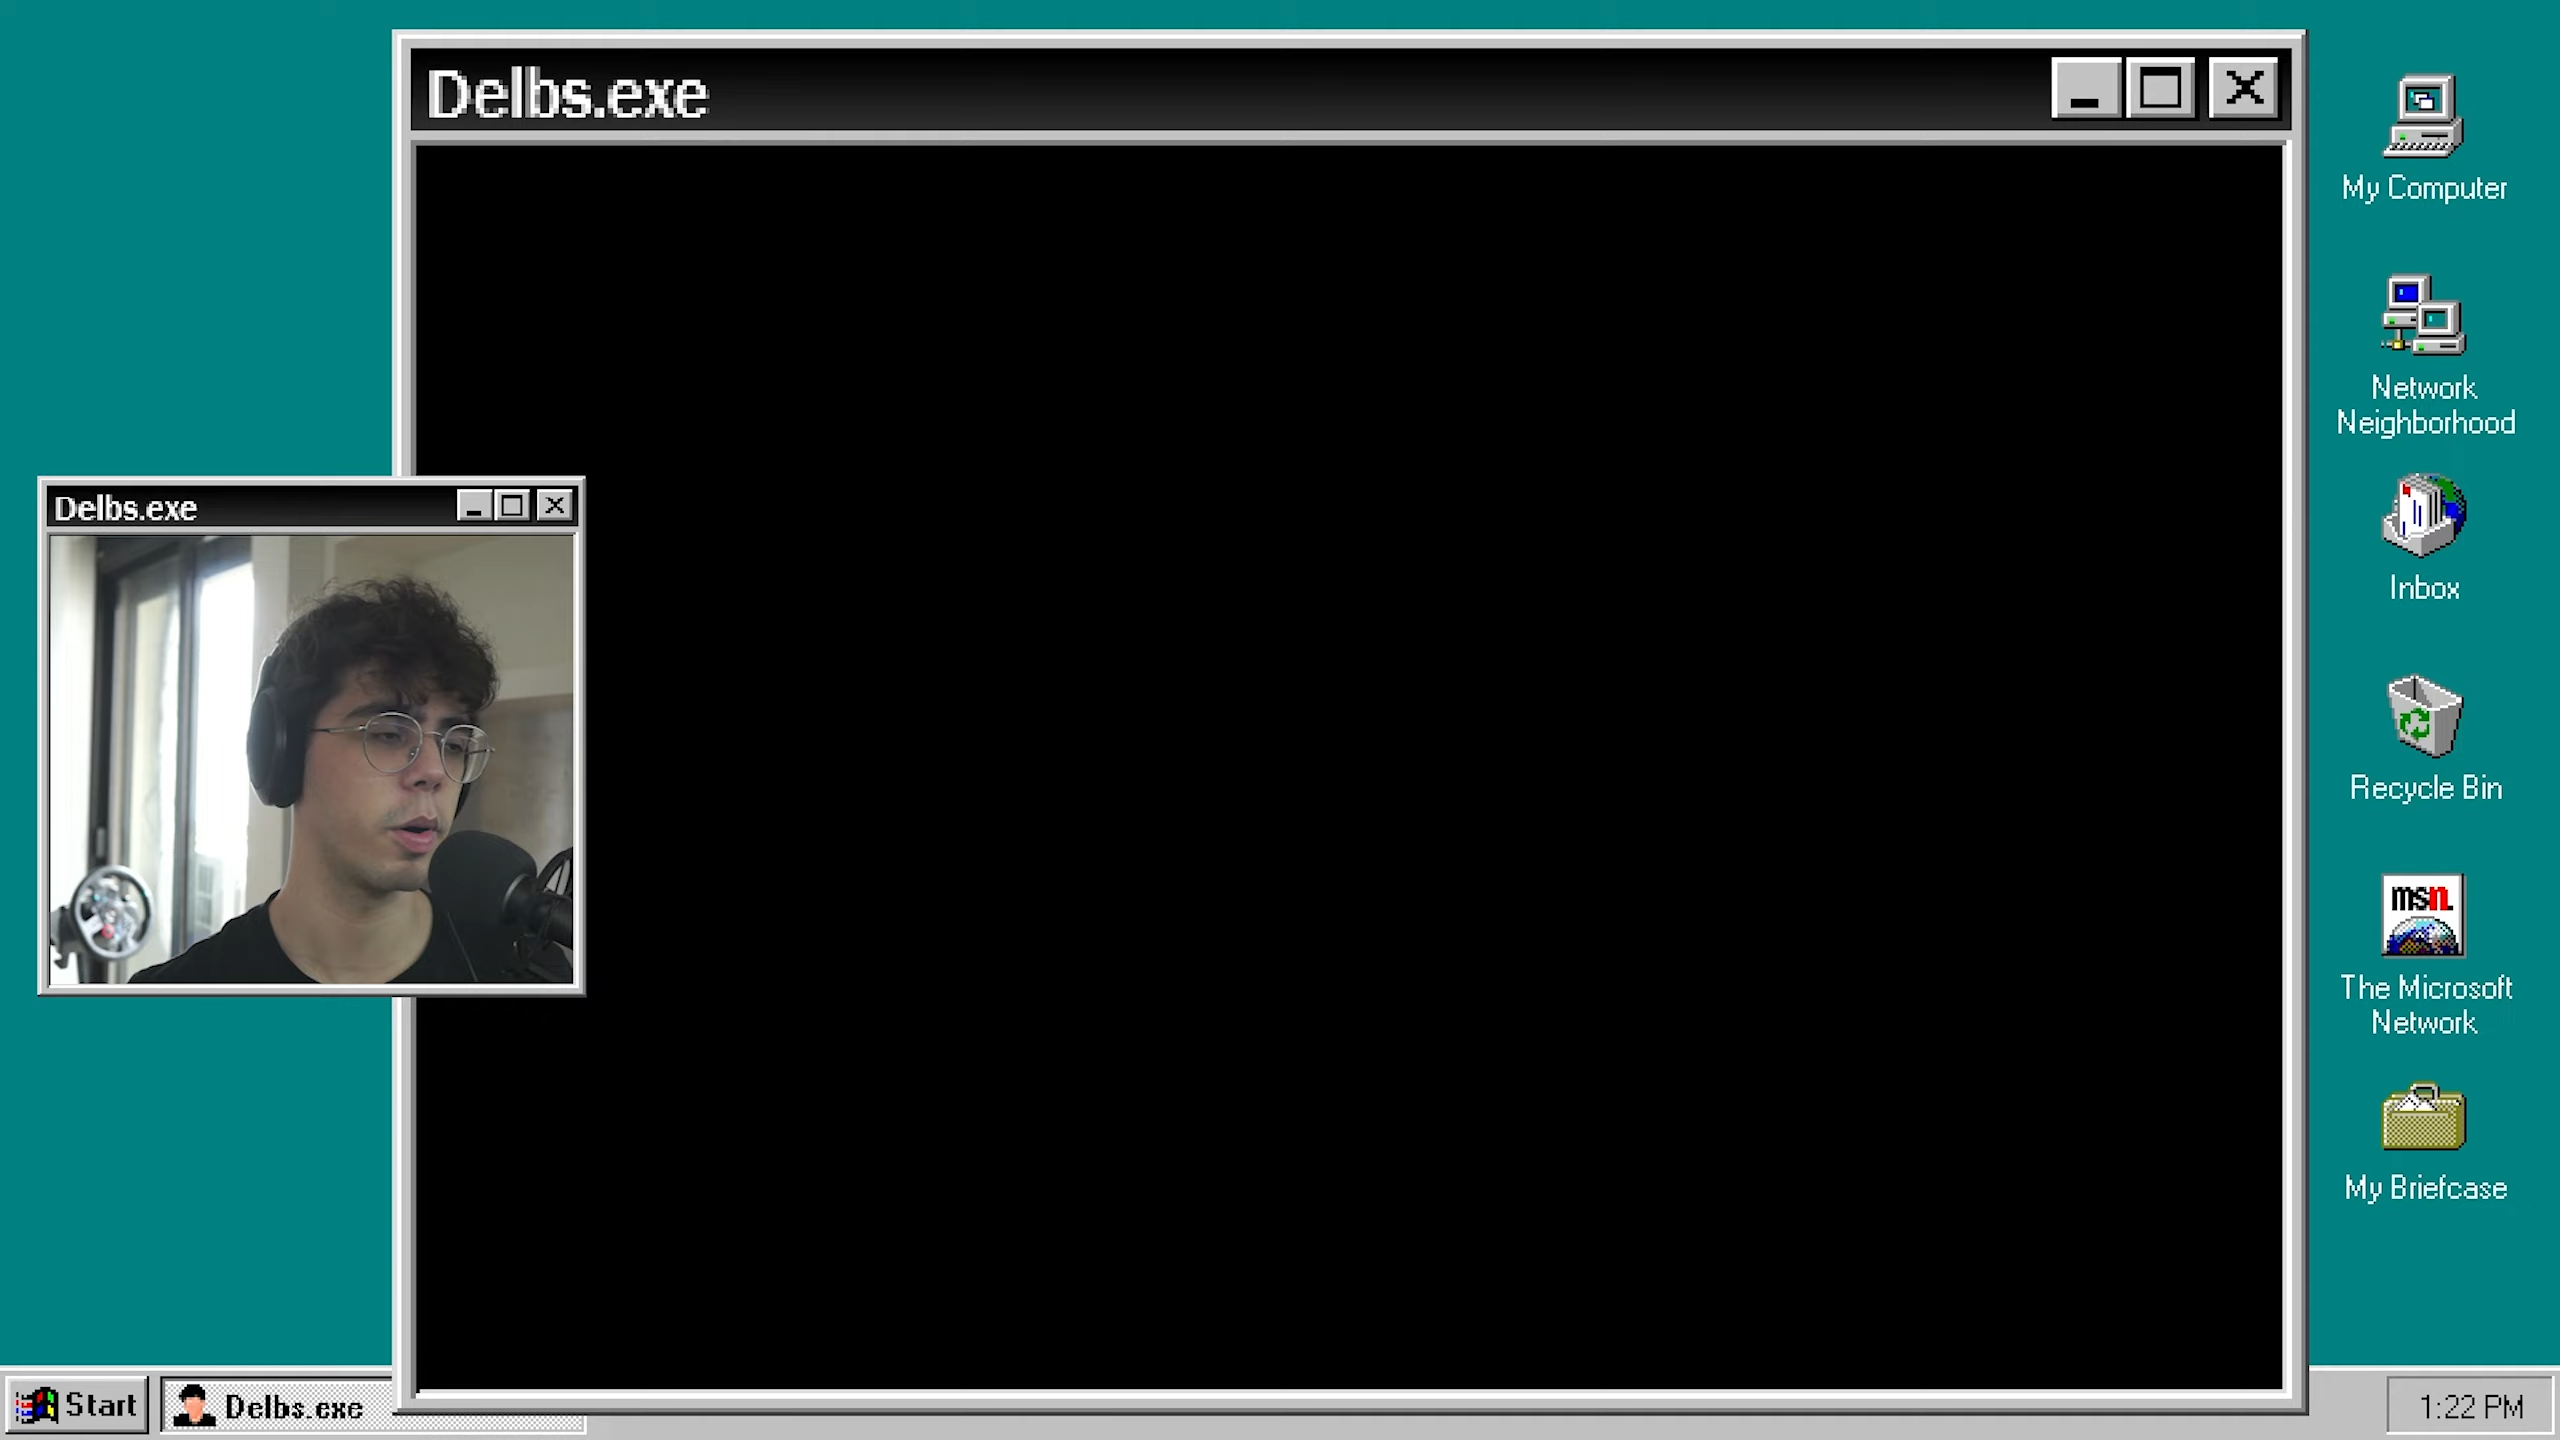 Delbs.exe
My Computer
Network
Neighborhood
Delbs.exe
Inbox
Recycle Bin
msn.
The Microsoft
Network
My Briefcase
Start
Delbs.exe
1:22 PM